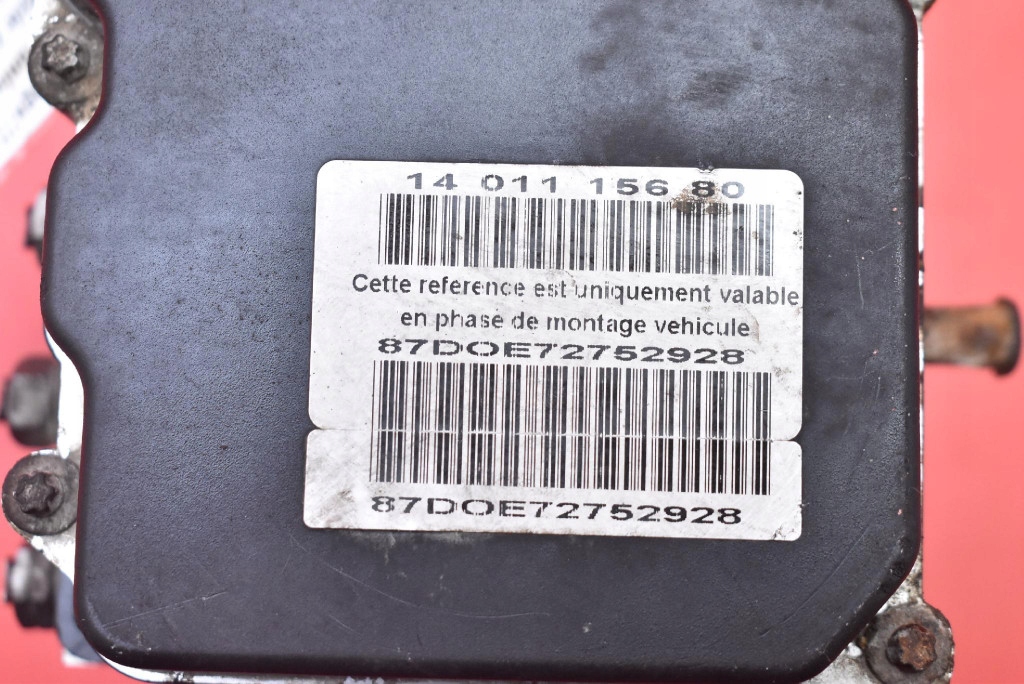 14 011 156 80
Cette reference est uniquement valable
en phase de montage vehicule
87DOE72752928
87DOE72752928